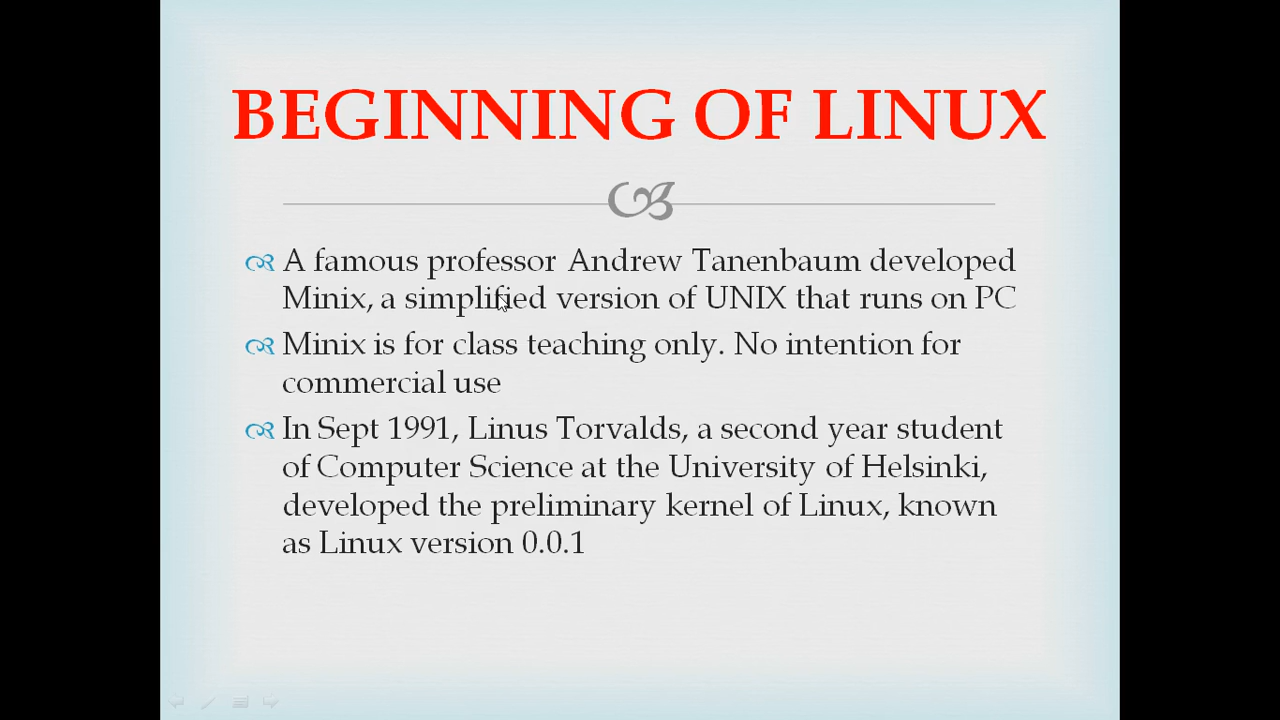 BEGINNING OF LINUX
A famous professor Andrew Tanenbaum developed
Minix, a simplified version of UNIX that runs on PC
Minix is for class teaching only. No intention for
commercial use
In Sept 1991, Linus Torvalds, a second year student
of Computer Science at the University of Helsinki,
developed the preliminary kernel of Linux, known
as Linux version 0.0.1